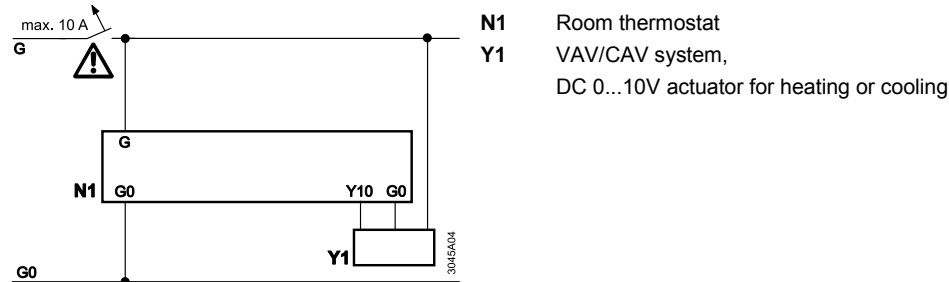 max. 10 A
G
G
N1 G0 Y10 G0
Y1
G0
3045A04
N1 Room thermostat
Y1 VAV/CAV system,
DC 0...10V actuator for heating or cooling